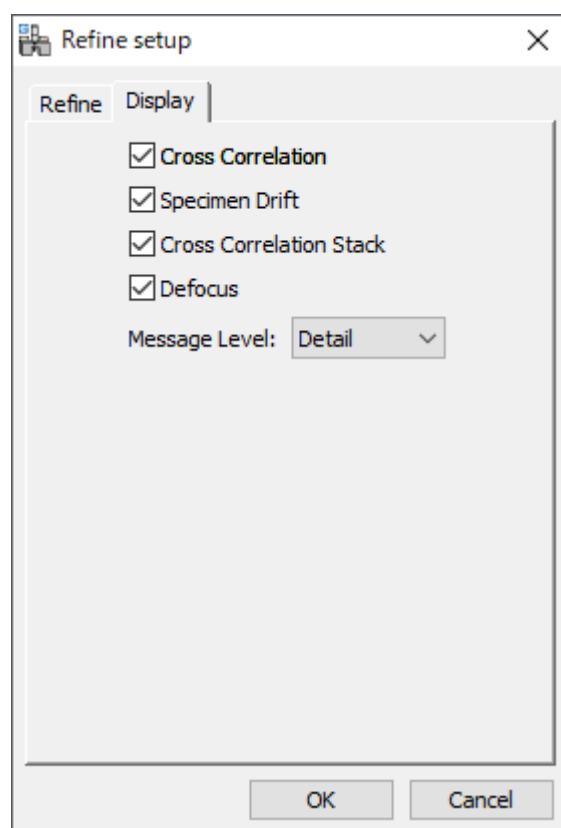 Refine setup
Refine Display
Cross Correlation
Specimen Drift
Cross Correlation Stack
Defocus
Message Level: Detail
OK Cancel